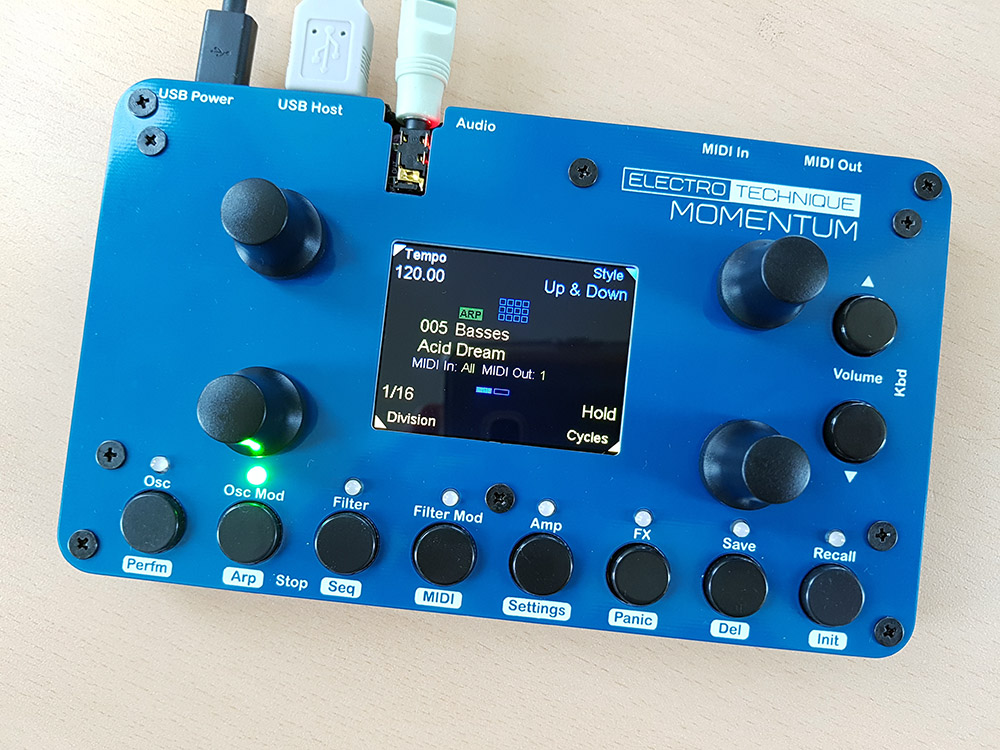 USB Power
USB Host
Audio
MIDI In
MIDI Out
ELECTRO TECHNIQUE
MOMENTUM
Tempo
120.00
Style
Up & Down
ARP
005 Basses
Acid Dream
MIDI In: All MIDI Out: 1
1/16
Division
Hold
Cycles
Volume
Kbd
Osc
Osc Mod
Filter
Filter Mod
Amp
FX
Save
Recall
Perfm
Arp
Stop
Seq
MIDI
Settings
Panic
Del
Init